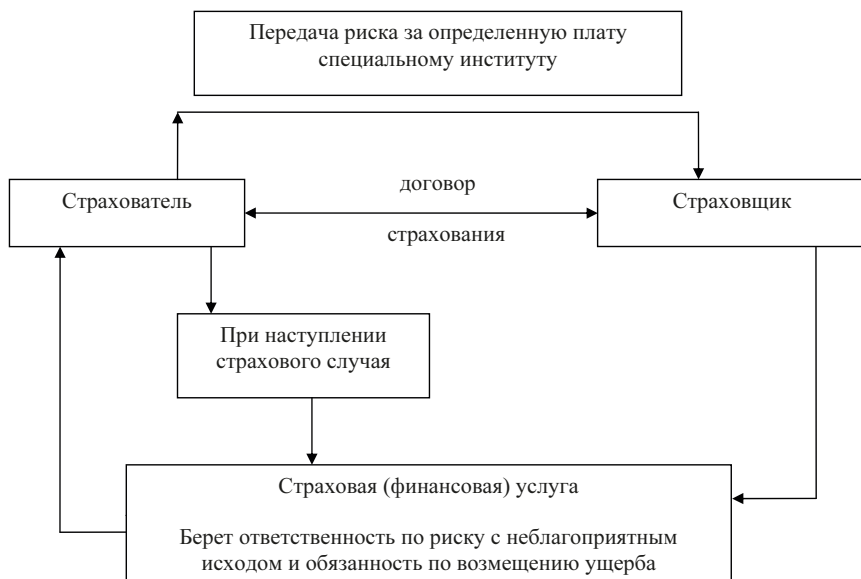 Передача риска за определенную плату
специальному институту
Страхователь
договор
страхования
Страховщик
При наступлении
страхового случая
Страховая (финансовая) услуга
Берет ответственность по риску с неблагоприятным
исходом и обязанность по возмещению ущерба